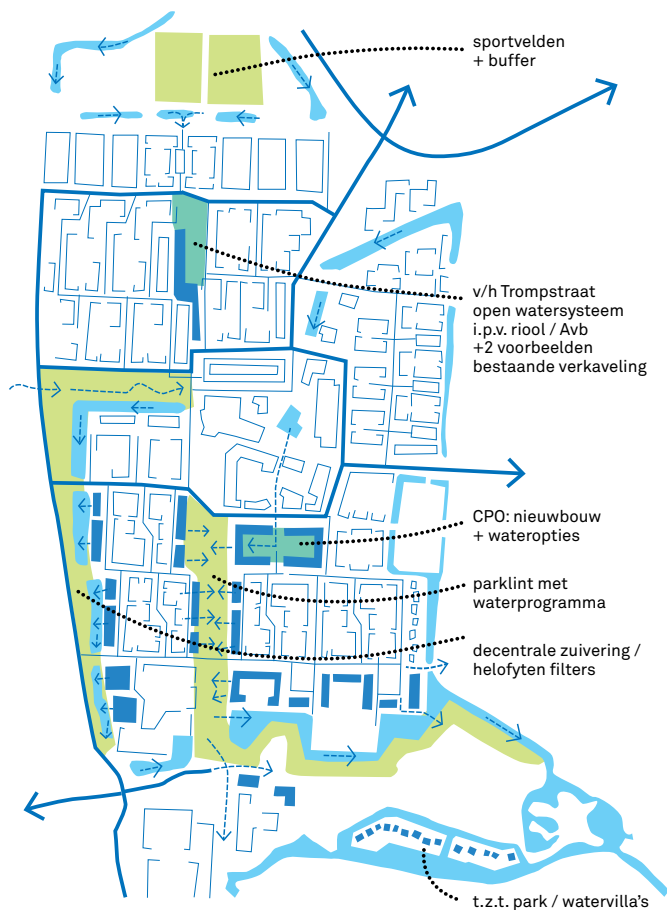 sportvelden
+ buffer
v/h Trompstraat
open watersysteem
i.p.v. riool / Avb
+2 voorbeelden
bestaande verkaveling
CPO: nieuwbouw
+ wateropties
parklint met
waterprogramma
decentrale zuivering /
helofyten filters
t.z.t. park / watervilla's